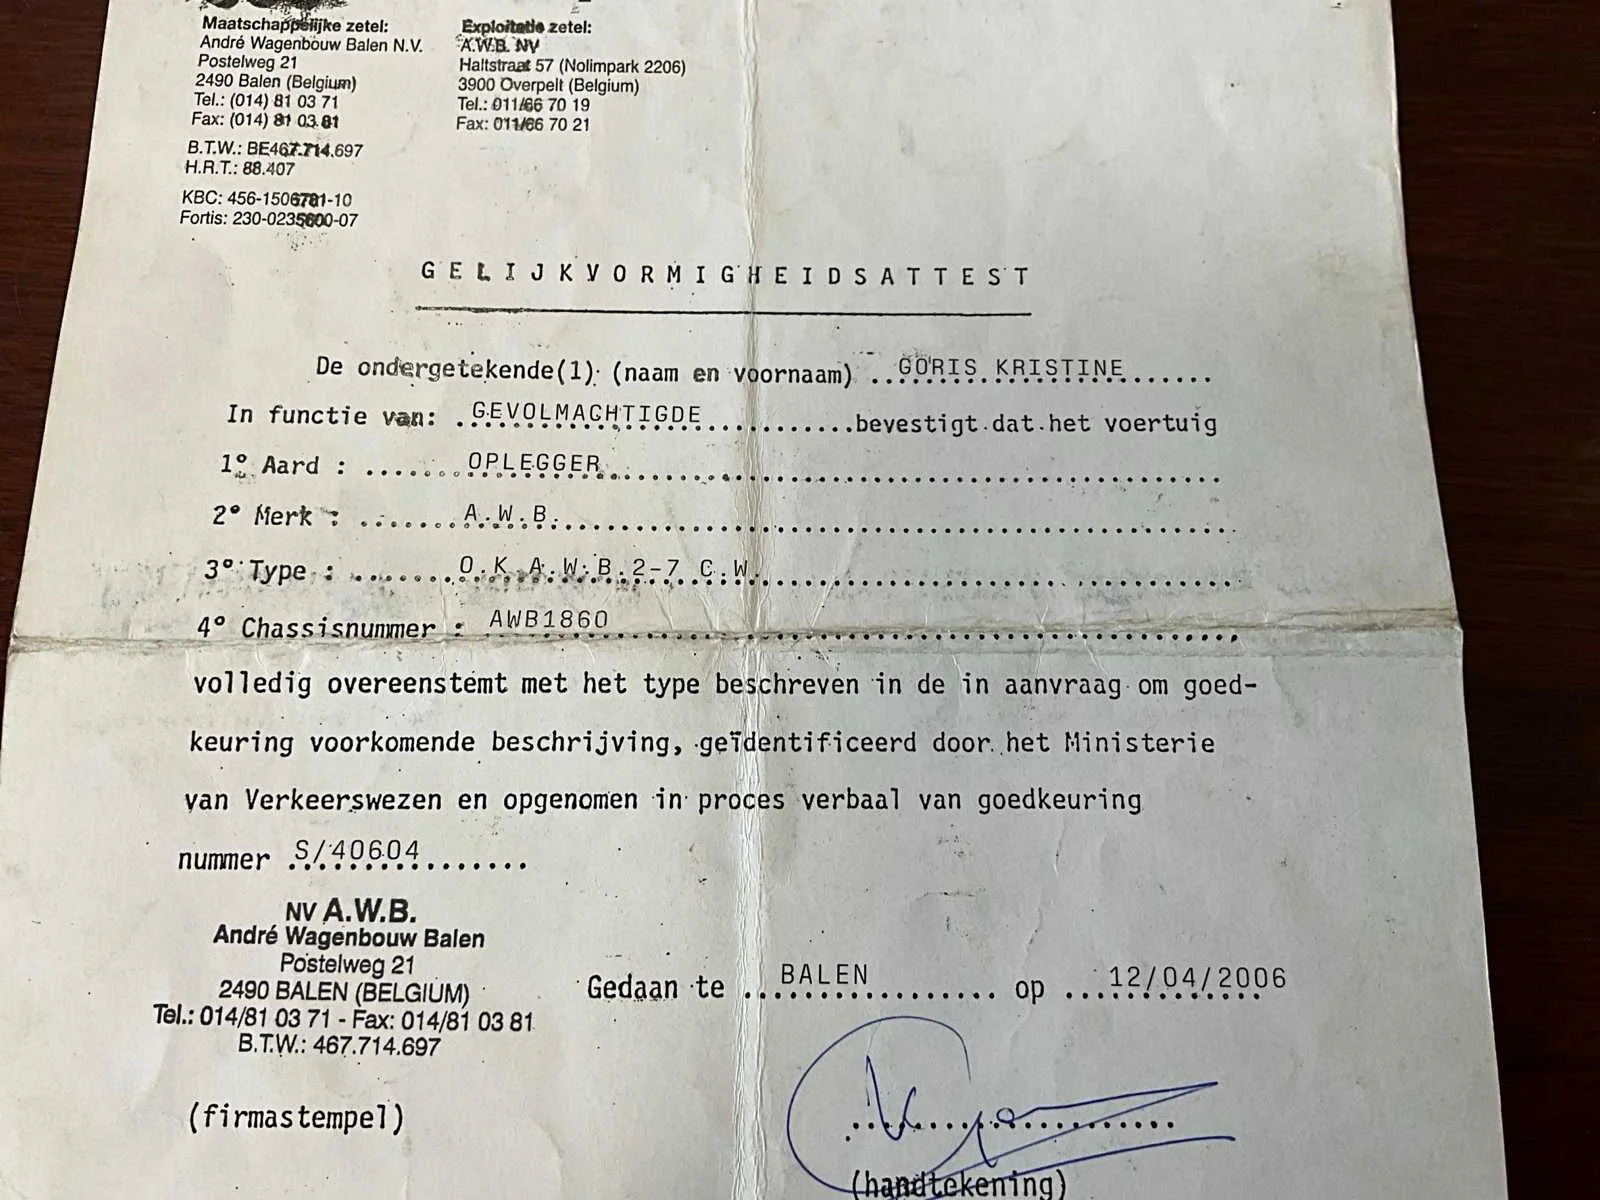 Maatschappelijke zetel:
André Wagenbouw Balen N.V.
Postelweg 21
2490 Balen (Belgium)
Tel.: (014) 81 03 71
Fax: (014) 81 03 81
B.T.W.: BE467.714.697
H.R.T.: 88.407
KBC: 456-1506781-10
Fortis: 230-0235600-07
Exploitatie zetel:
A.W.B. NV
Haltstraat 57 (Nolimpark 2206)
3900 Overpelt (Belgium)
Tel.: 011/66 70 19
Fax: 011/66 70 21
GELIJKVORMIGHEIDSATTEST
De ondergetekende(1) (naam en voornaam) GORIS KRISTINE
In functie van: GEVOLMACHTIGDE bevestigt dat het voertuig
1° Aard : OPLEGGER
2° Merk : A.W.B.
3° Type : O.K A.W.B.2-7 C.W.
4° Chassisnummer : AWB1860
volledig overeenstemt met het type beschreven in de in aanvraag om goed-
keuring voorkomende beschrijving, geïdentificeerd door het Ministerie
van Verkeerswezen en opgenomen in proces verbaal van goedkeuring
nummer S/40604
NV A.W.B.
André Wagenbouw Balen
Postelweg 21
2490 BALEN (BELGIUM)
Tel.: 014/81 03 71 - Fax: 014/81 03 81
B.T.W.: 467.714.697
(firmastempel)
Gedaan te BALEN op 12/04/2006
(handtekening)